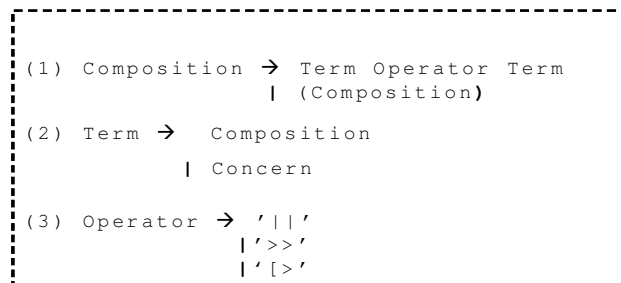 (1) Composition → Term Operator Term
| (Composition)
(2) Term → Composition
| Concern
(3) Operator → ’||’
|’>>’
|‘[>’